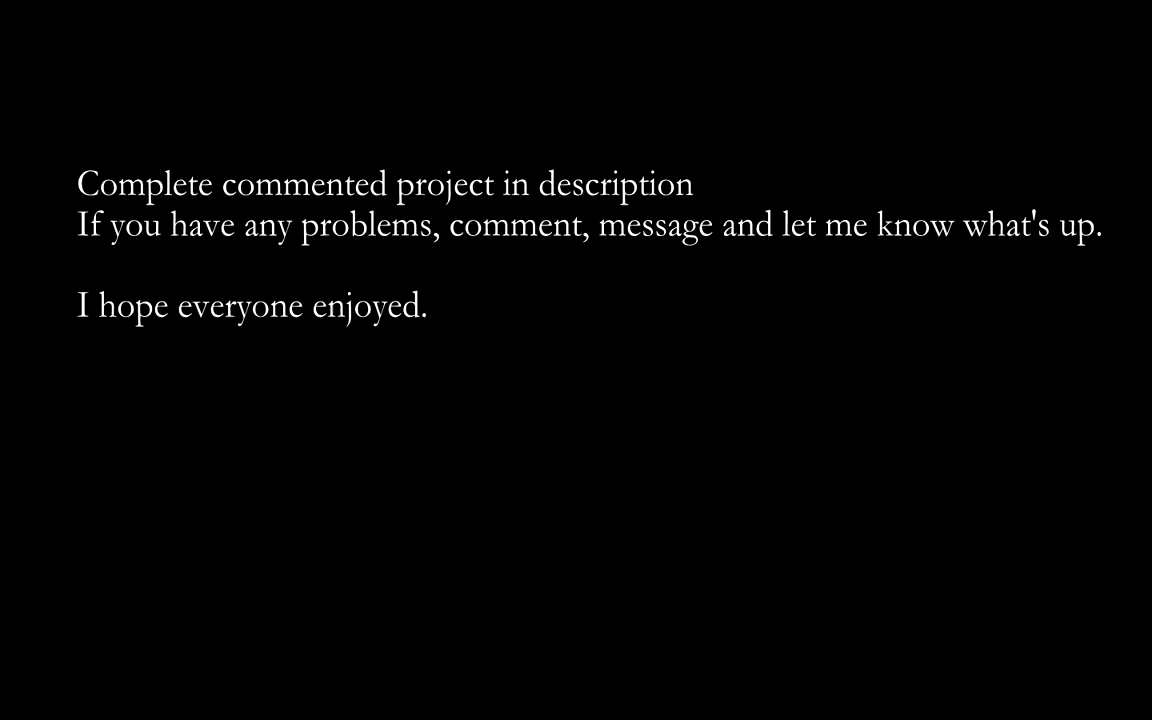 Complete commented project in description
If you have any problems, comment, message and let me know what's up.
I hope everyone enjoyed.